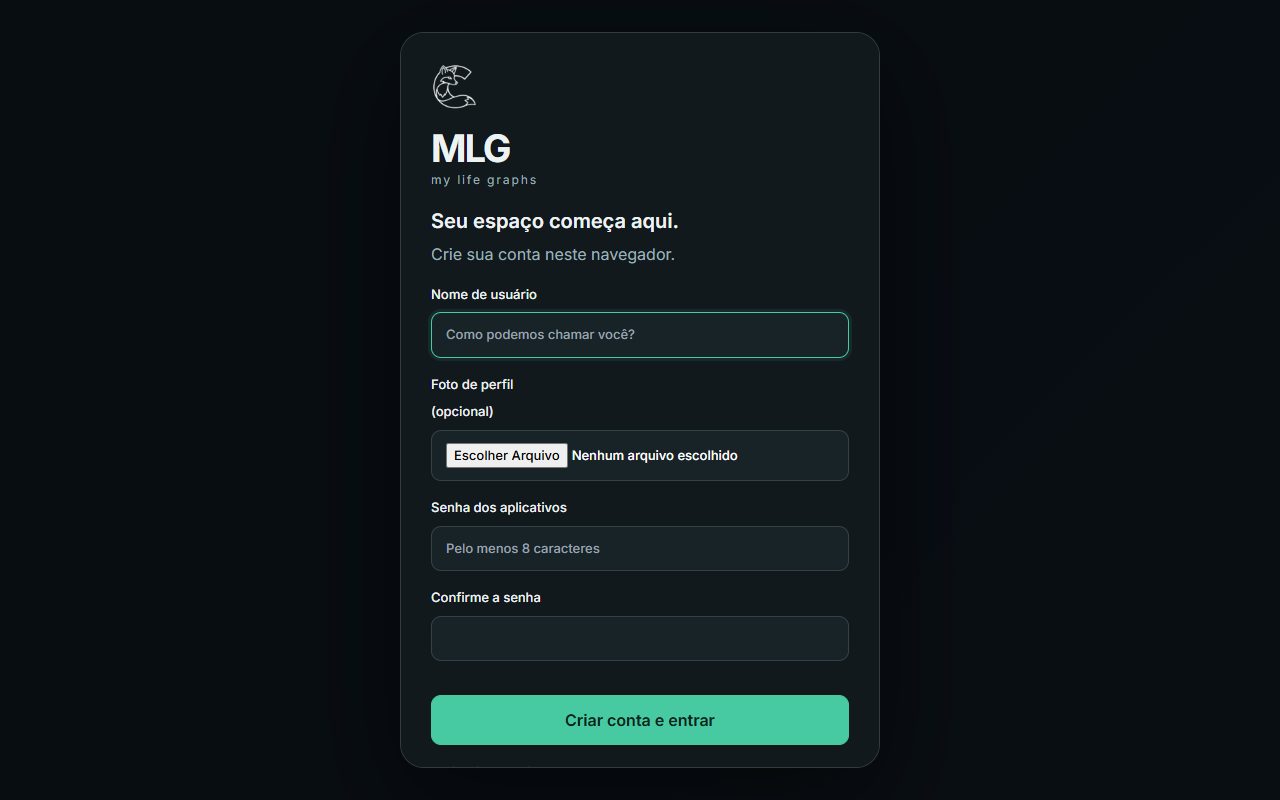 MLG
my life graphs
Seu espaço começa aqui.
Crie sua conta neste navegador.
Nome de usuário
Como podemos chamar você?
Foto de perfil
(opcional)
Escolher Arquivo Nenhum arquivo escolhido
Senha dos aplicativos
Pelo menos 8 caracteres
Confirme a senha
Criar conta e entrar